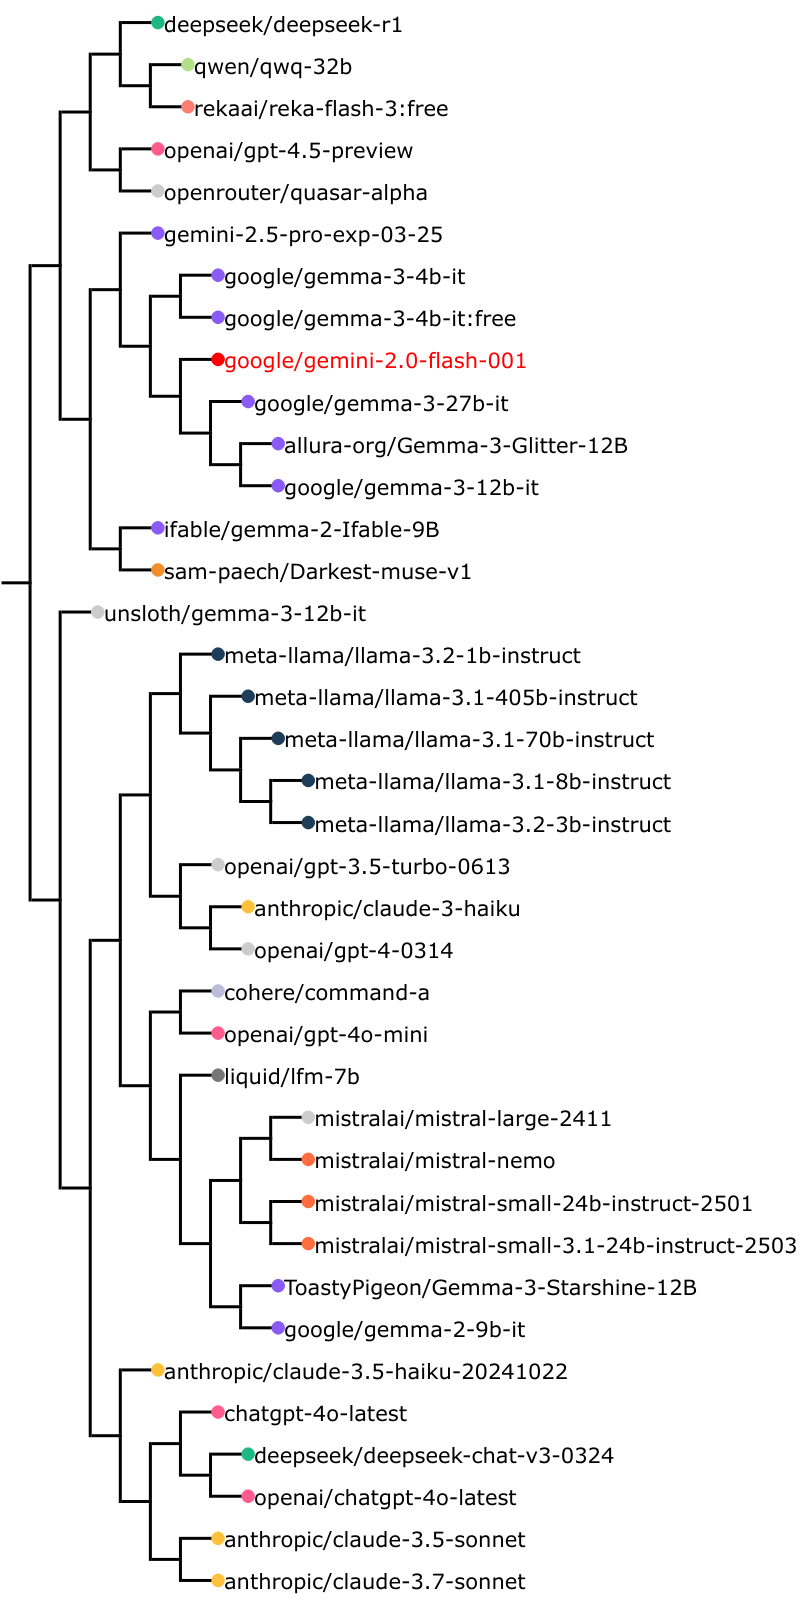 deepseek/deepseek-r1
qwen/qwq-32b
rekaai/reka-flash-3:free
openai/gpt-4.5-preview
openrouter/quasar-alpha
gemini-2.5-pro-exp-03-25
google/gemma-3-4b-it
google/gemma-3-4b-it:free
google/gemini-2.0-flash-001
google/gemma-3-27b-it
allura-org/Gemma-3-Glitter-12B
google/gemma-3-12b-it
ifable/gemma-2-Ifable-9B
sam-paech/Darkest-muse-v1
unsloth/gemma-3-12b-it
meta-llama/llama-3.2-1b-instruct
meta-llama/llama-3.1-405b-instruct
meta-llama/llama-3.1-70b-instruct
meta-llama/llama-3.1-8b-instruct
meta-llama/llama-3.2-3b-instruct
openai/gpt-3.5-turbo-0613
anthropic/claude-3-haiku
openai/gpt-4-0314
cohere/command-a
openai/gpt-4o-mini
liquid/lfm-7b
mistralai/mistral-large-2411
mistralai/mistral-nemo
mistralai/mistral-small-24b-instruct-2501
mistralai/mistral-small-3.1-24b-instruct-2503
ToastyPigeon/Gemma-3-Starshine-12B
google/gemma-2-9b-it
anthropic/claude-3.5-haiku-20241022
chatgpt-4o-latest
deepseek/deepseek-chat-v3-0324
openai/chatgpt-4o-latest
anthropic/claude-3.5-sonnet
anthropic/claude-3.7-sonnet